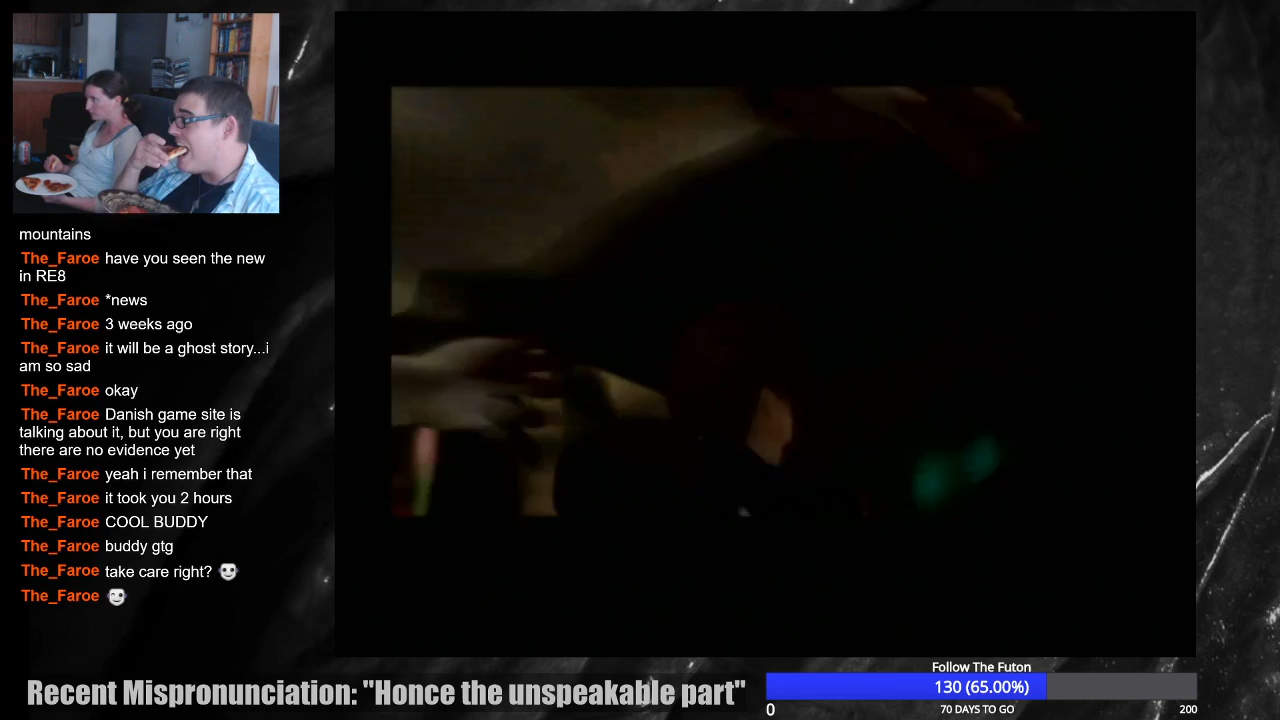 mountains
The_Faroe have you seen the new
in RE8
The_Faroe *news
The_Faroe 3 weeks ago
The_Faroe it will be a ghost story...i
am so sad
The_Faroe okay
The_Faroe Danish game site is
talking about it, but you are right
there are no evidence yet
The_Faroe yeah i remember that
The_Faroe it took you 2 hours
The_Faroe COOL BUDDY
The_Faroe buddy gtg
The_Faroe take care right?
The_Faroe
Recent Mispronunciation: "Honce the unspeakable part"
Follow The Futon
130 (65.00%)
0
70 DAYS TO GO
200